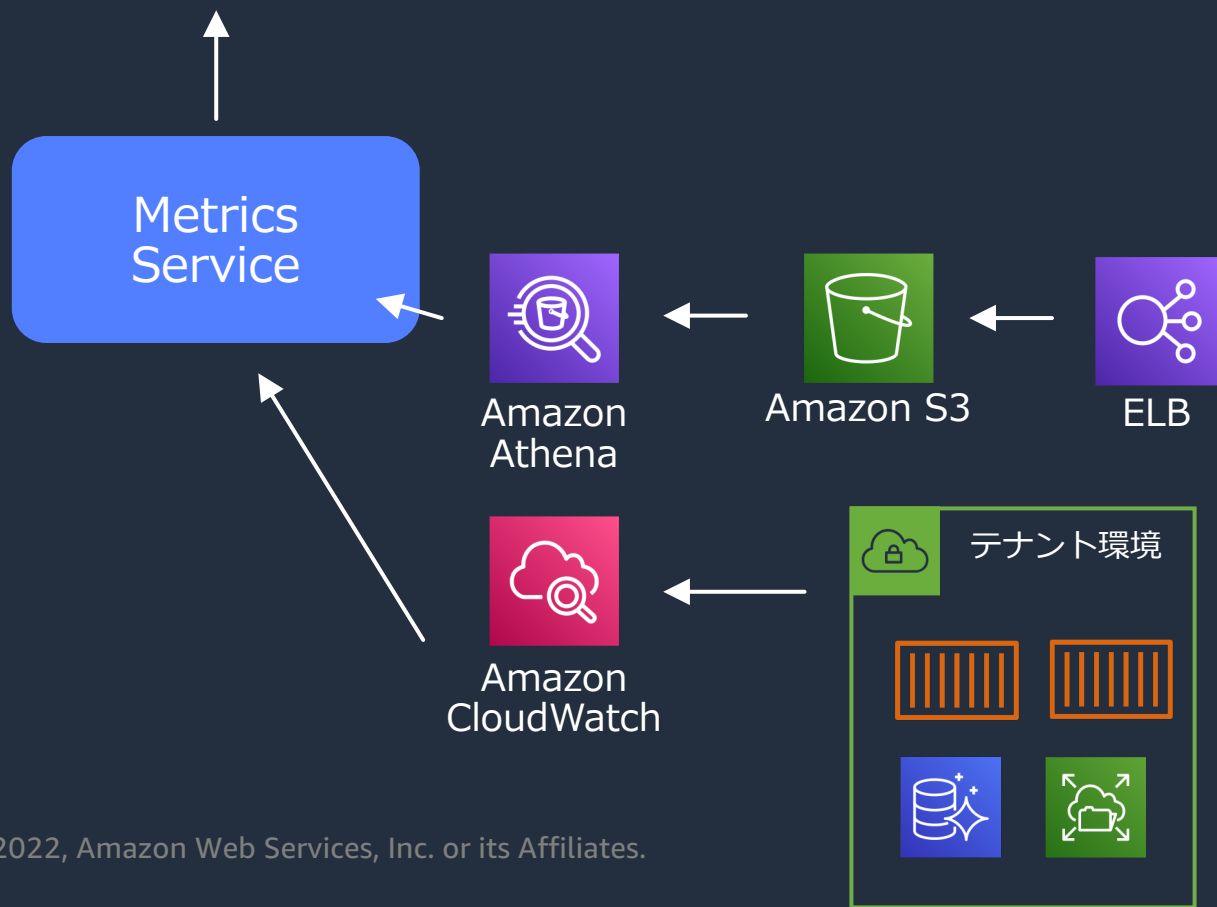 Metrics
Service
Amazon
Athena
Amazon S3
ELB
テナント環境
Amazon
CloudWatch
2022, Amazon Web Services, Inc. or its Affiliates.